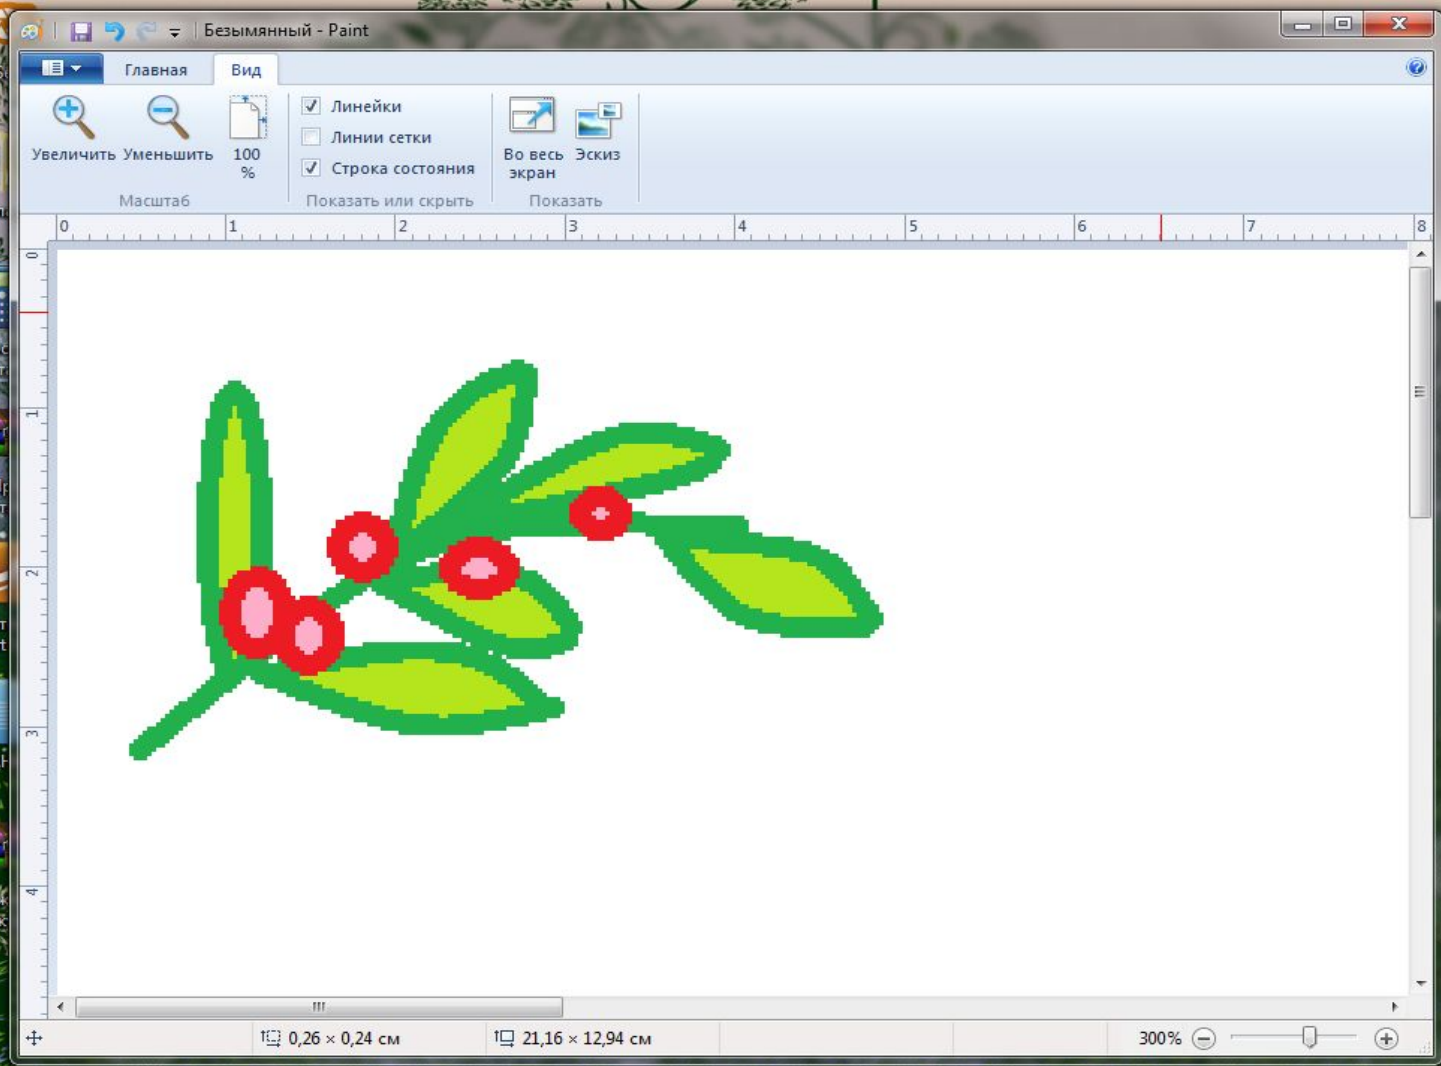 Безымянный - Paint
Главная Вид
Увеличить Уменьшить 100 %
Линейки
Линии сетки
Строка состояния
Во весь экран Эскиз
Масштаб Показать или скрыть Показать
0 1 2 3 4 5 6 7 8
0
1
2
3
4
0,26 × 0,24 см 21,16 × 12,94 см 300%